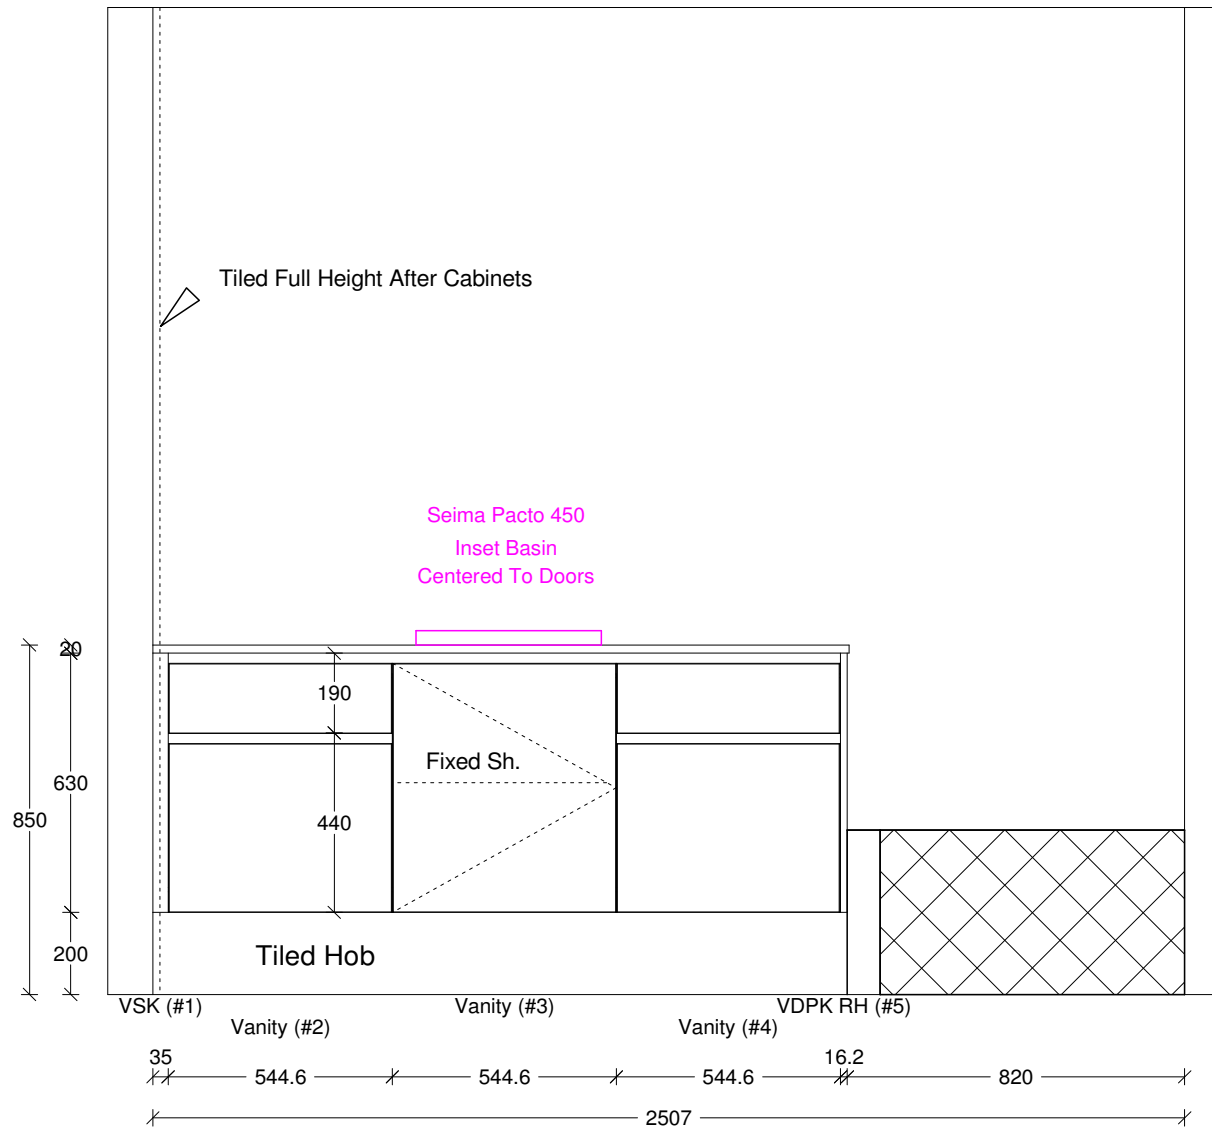 Tiled Full Height After Cabinets
Seima Pacto 450
Inset Basin
Centered To Doors
20
190
Fixed Sh.
630
850
440
200
Tiled Hob
VSK (#1)
Vanity (#3)
VDPK RH (#5)
Vanity (#2)
Vanity (#4)
35
16.2
544.6
544.6
544.6
820
2507